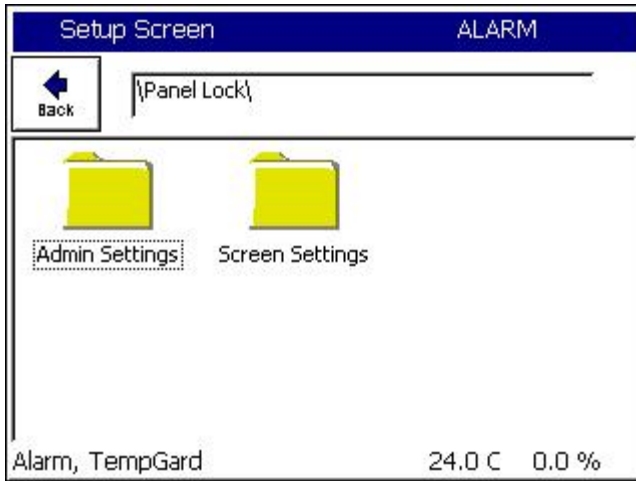 Setup Screen ALARM
Back \Panel Lock\
Admin Settings Screen Settings
Alarm, TempGard 24.0 C 0.0 %